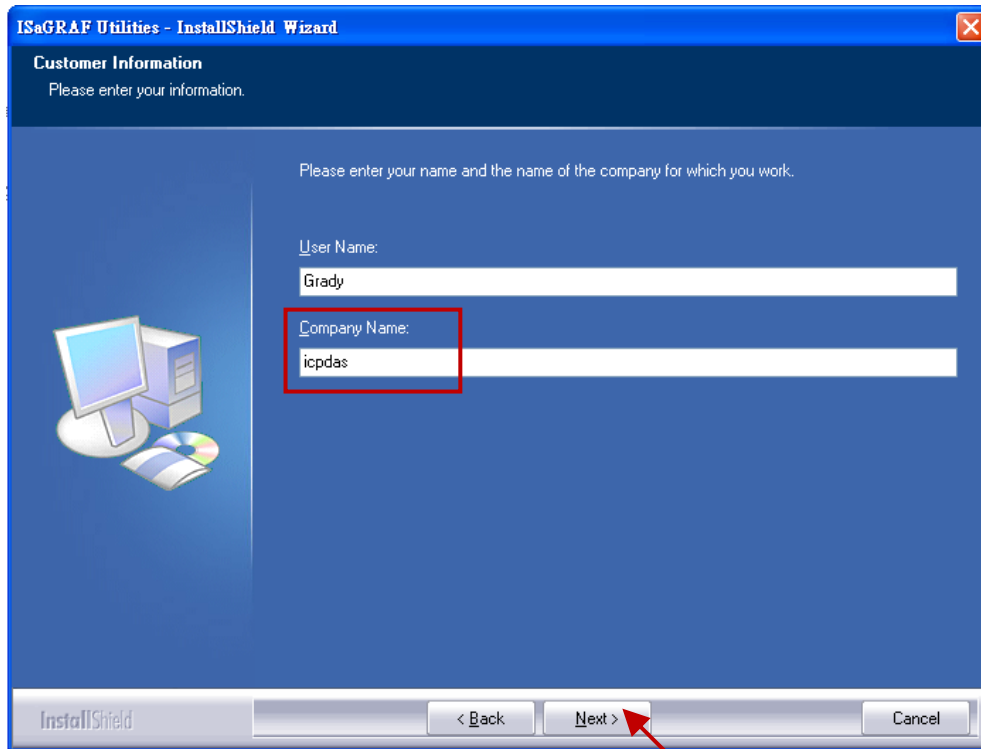 ISaGRAF Utilities - InstallShield Wizard
Customer Information
Please enter your information.
Please enter your name and the name of the company for which you work.
User Name:
Grady
Company Name:
icpdas
InstallShield
< Back
Next >
Cancel